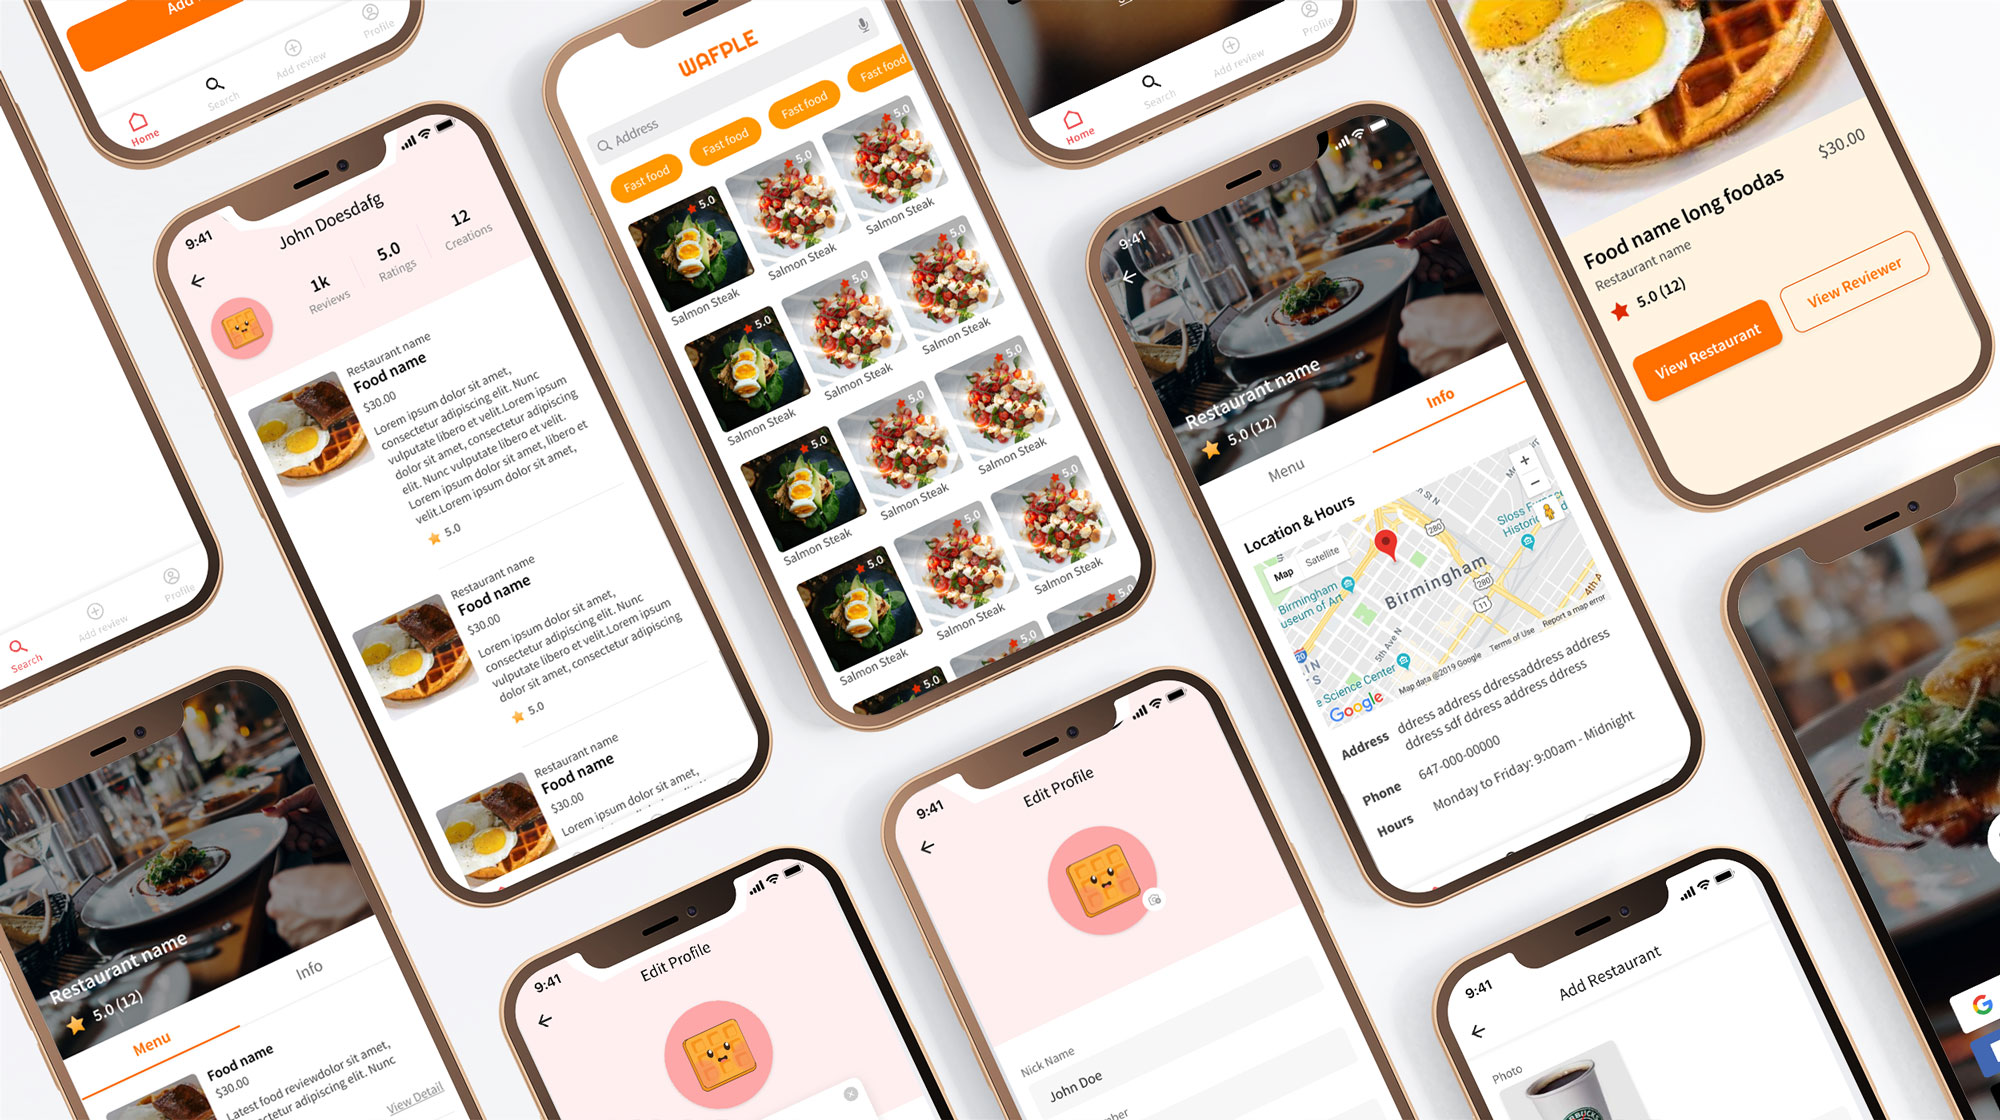 Home
Search
Add review
Profile
Search
Add review
Profile
9:41
John Doesdafg
1k
Reviews
5.0
Ratings
12
Creations
Restaurant name
Food name
$30.00
Lorem ipsum dolor sit amet,
consectetur adipiscing elit. Nunc
vulputate libero et velit.Lorem ipsum
dolor sit amet, consectetur adipiscing
elit. Nunc vulputate libero et velit.
Lorem ipsum dolor sit amet, libero et
velit.Lorem ipsum dolor sit amet,
5.0
Restaurant name
Food name
$30.00
Lorem ipsum dolor sit amet,
consectetur adipiscing elit. Nunc
vulputate libero et velit.Lorem ipsum
dolor sit amet, consectetur adipiscing
5.0
Restaurant name
Food name
$30.00
Lorem ipsum dolor sit amet,
WAFPLE
Address
Fast food
Fast food
Fast food
Fast food
5.0
5.0
5.0
Salmon Steak
Salmon Steak
Salmon Steak
5.0
5.0
5.0
Salmon Steak
Salmon Steak
Salmon Steak
5.0
5.0
5.0
Salmon Steak
Salmon Steak
Salmon Steak
5.0
5.0
5.0
Salmon Steak
Salmon Steak
Salmon Steak
5.0
5.0
5.0
Home
Search
Add review
Profile
9:41
Restaurant name
5.0 (12)
Menu
Info
Location & Hours
Map
Satellite
Birmingham
useum of Art
Birmingham
280
280
11
20
5th Ave N
4th A
St N
Sloss F
Historic
e Science Center
Google
Map data @2019 Google
Terms of Use
Report a map error
Address
ddress address ddressaddress address
ddress sdf ddress address ddress
Phone
647-000-00000
Hours
Monday to Friday: 9:00am - Midnight
$30.00
Food name long foodas
Restaurant name
5.0 (12)
View Restaurant
View Reviewer
Restaurant name
5.0 (12)
Menu
Info
Food name
$30.00
Latest food reviewdolor sit amet,
consectetur adipiscing elit. Nunc
View Detail
9:41
Edit Profile
9:41
Edit Profile
Nick Name
John Doe
9:41
Add Restaurant
Photo